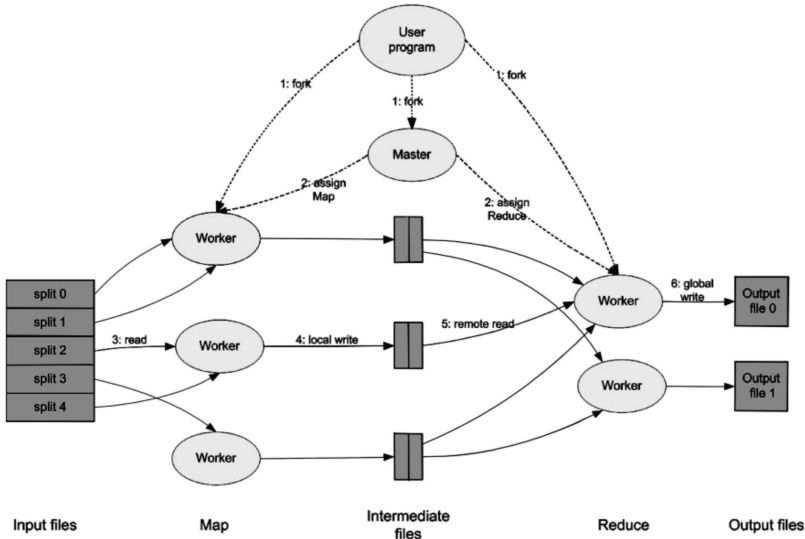 User
program
1: fork
1: fork
1: fork
Master
2: assign
Map
2: assign
Reduce
Worker
split 0
split 1
split 2
split 3
split 4
3: read
Worker
4: local write
5: remote read
Worker
6: global
write
Output
file 0
Worker
Output
file 1
Worker
Input files
Map
Intermediate
files
Reduce
Output files